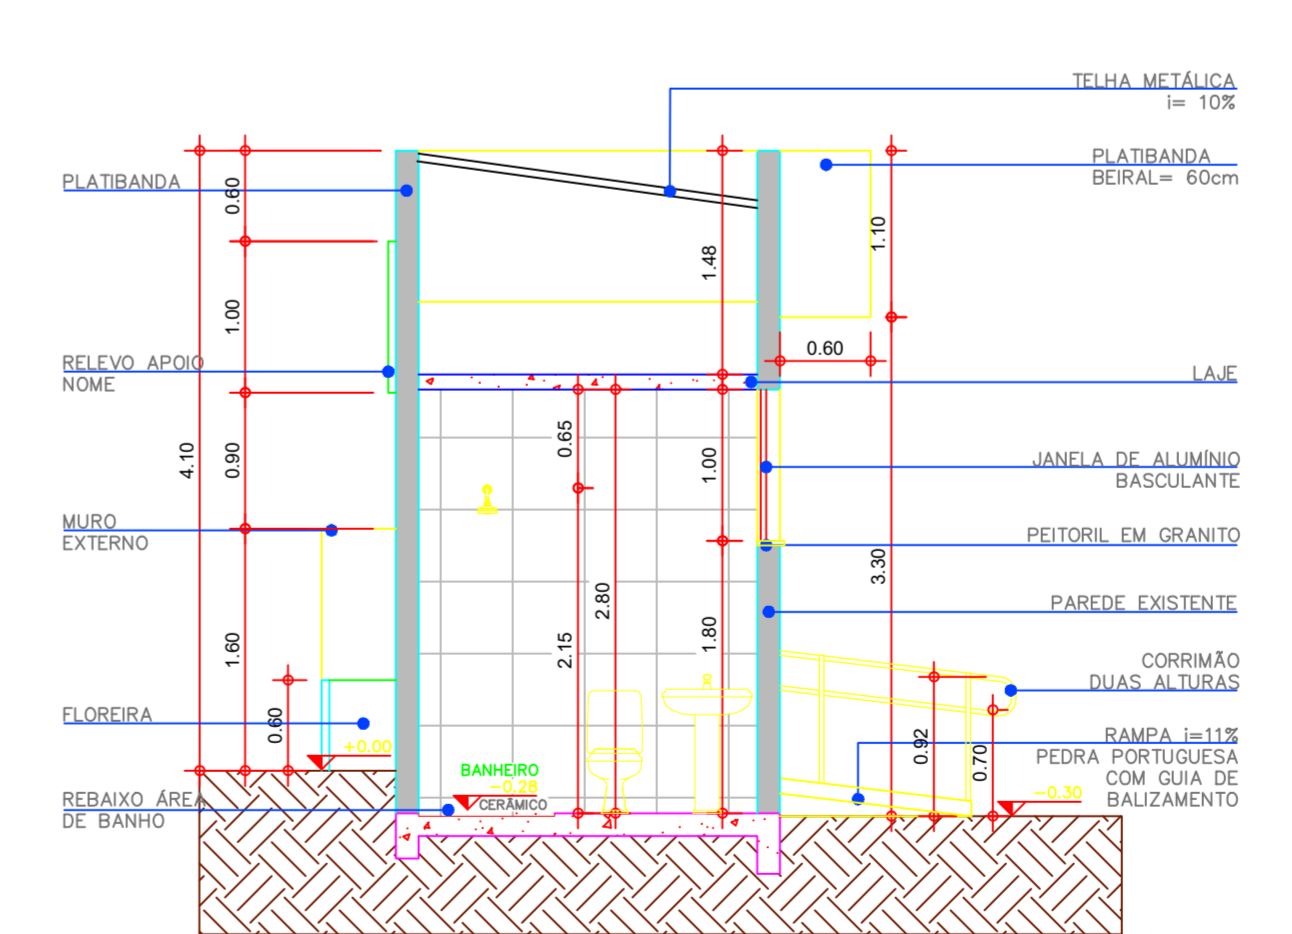 TELHA METÁLICA
i= 10%
PLATIBANDA
BEIRAL= 60cm
PLATIBANDA
0.60
1.10
1.48
1.00
0.60
RELEVO APOIO
NOME
LAJE
4.10
0.90
0.65
1.00
JANELA DE ALUMÍNIO
BASCULANTE
MURO
EXTERNO
PEITORIL EM GRANITO
3.30
2.80
PAREDE EXISTENTE
1.60
2.15
1.80
CORRIMÃO
DUAS ALTURAS
FLOREIRA
0.60
+0.00
0.92
0.70
RAMPA i=11%
PEDRA PORTUGUESA
COM GUIA DE
BALIZAMENTO
BANHEIRO
-0.28
CERÂMICO
-0.30
REBAIXO ÁREA
DE BANHO